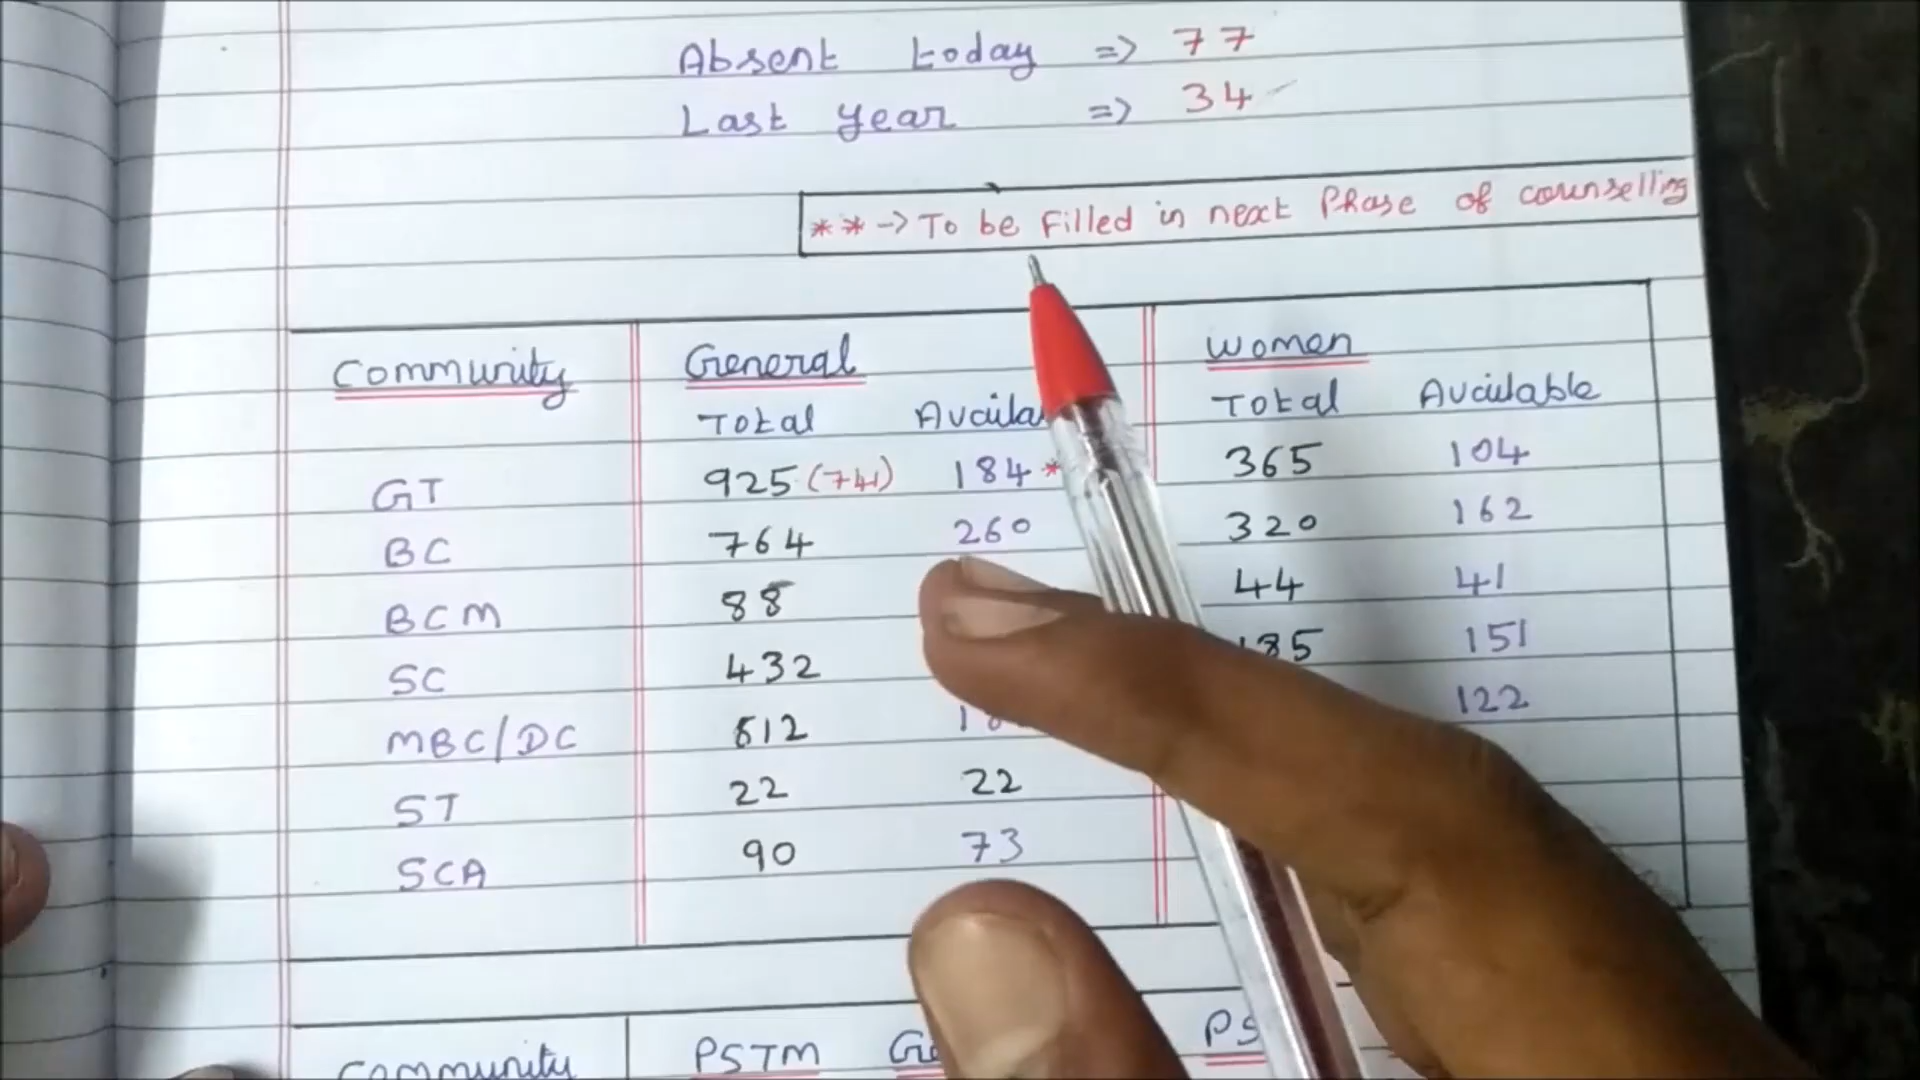 Absent today => 77
Last year => 34
** -> To be Filled in next Phase of counselling
Community General Women
Total Total Available
GT 925 (741) 184 * 365 104
BC 764 260 320 162
BCM 88 44 41
SC 432 185 151
MBC/DC 612 122
ST 22 22
SCA 90 73
Community PSTM